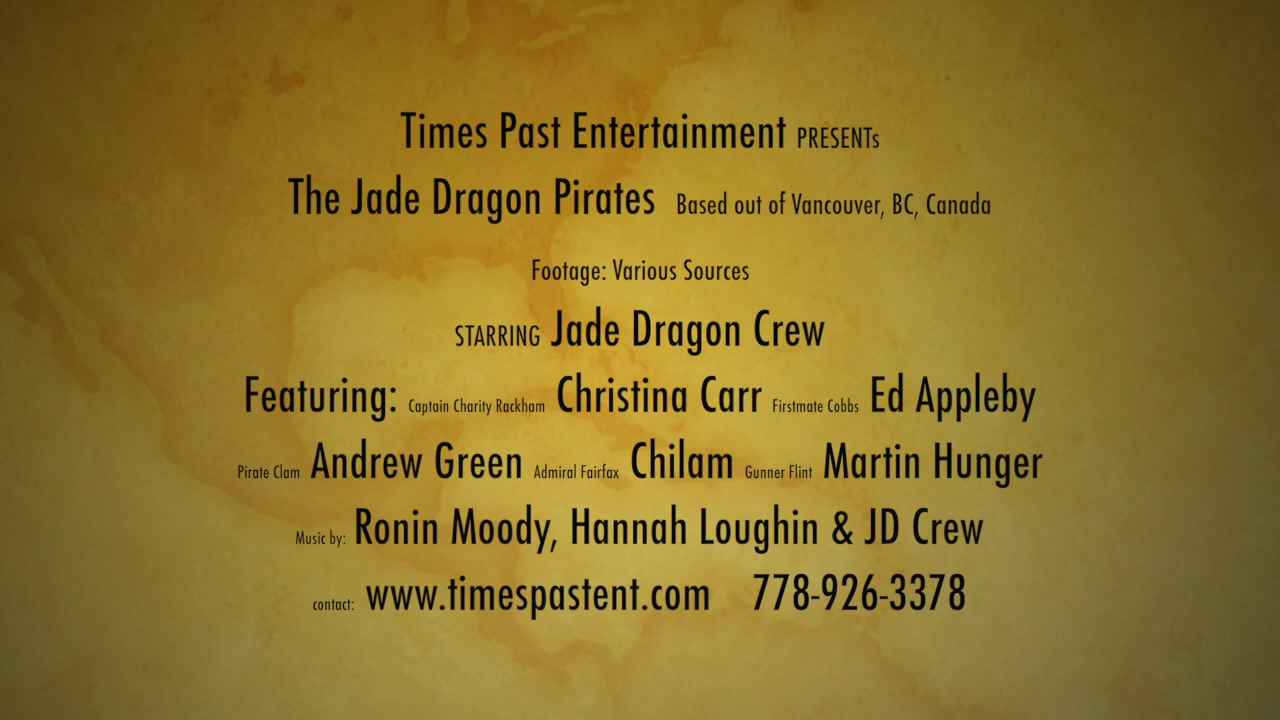 Times Past Entertainment PRESENTs
The Jade Dragon Pirates Based out of Vancouver, BC, Canada
Footage: Various Sources
STARRING Jade Dragon Crew
Featuring: Captain Charity Rackham Christina Carr Firstmate Cobbs Ed Appleby
Pirate Clam Andrew Green Admiral Fairfax Chilam Gunner Flint Martin Hunger
Music by: Ronin Moody, Hannah Loughin & JD Crew
contact: www.timespastent.com 778-926-3378